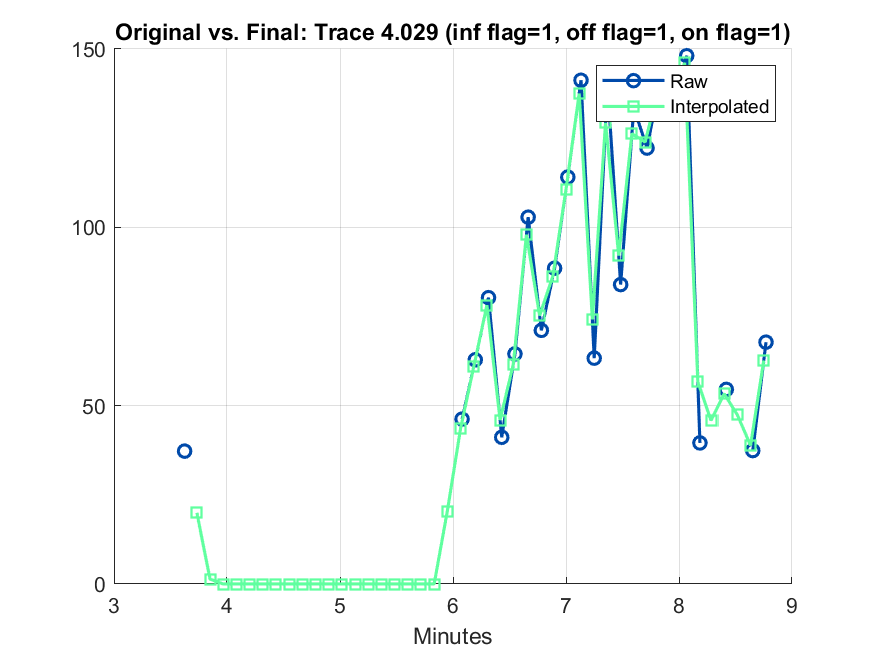 Original vs. Final: Trace 4.029 (inf flag=1, off flag=1, on flag=1)
150
Raw
Interpolated
100
50
0
3 4 5 6 7 8 9
Minutes